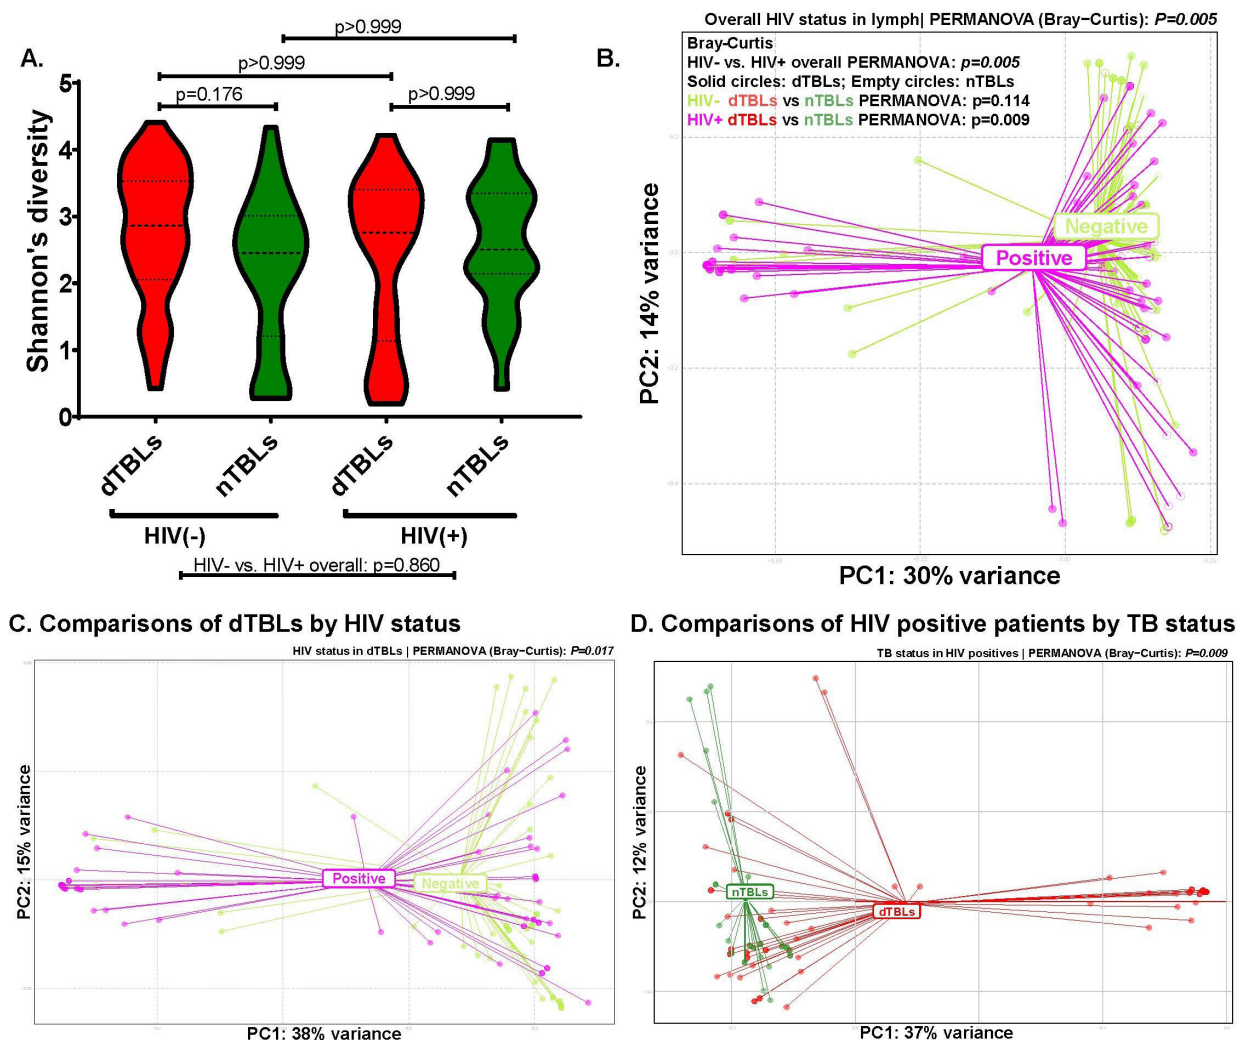 A.
p>0.999
p>0.999
p=0.176
p>0.999
Shannon's diversity
5
4
3
2
1
0
dTBLs
nTBLs
dTBLs
nTBLs
HIV(-)
HIV(+)
HIV- vs. HIV+ overall: p=0.860
B.
Overall HIV status in lymph| PERMANOVA (Bray−Curtis): P=0.005
Bray-Curtis
HIV- vs. HIV+ overall PERMANOVA: p=0.005
Solid circles: dTBLs; Empty circles: nTBLs
HIV- dTBLs vs nTBLs PERMANOVA: p=0.114
HIV+ dTBLs vs nTBLs PERMANOVA: p=0.009
Negative
Positive
PC2: 14% variance
PC1: 30% variance
C. Comparisons of dTBLs by HIV status
HIV status in dTBLs | PERMANOVA (Bray−Curtis): P=0.017
Positive
Negative
PC2: 15% variance
PC1: 38% variance
D. Comparisons of HIV positive patients by TB status
TB status in HIV positives | PERMANOVA (Bray−Curtis): P=0.009
nTBLs
dTBLs
PC2: 12% variance
PC1: 37% variance